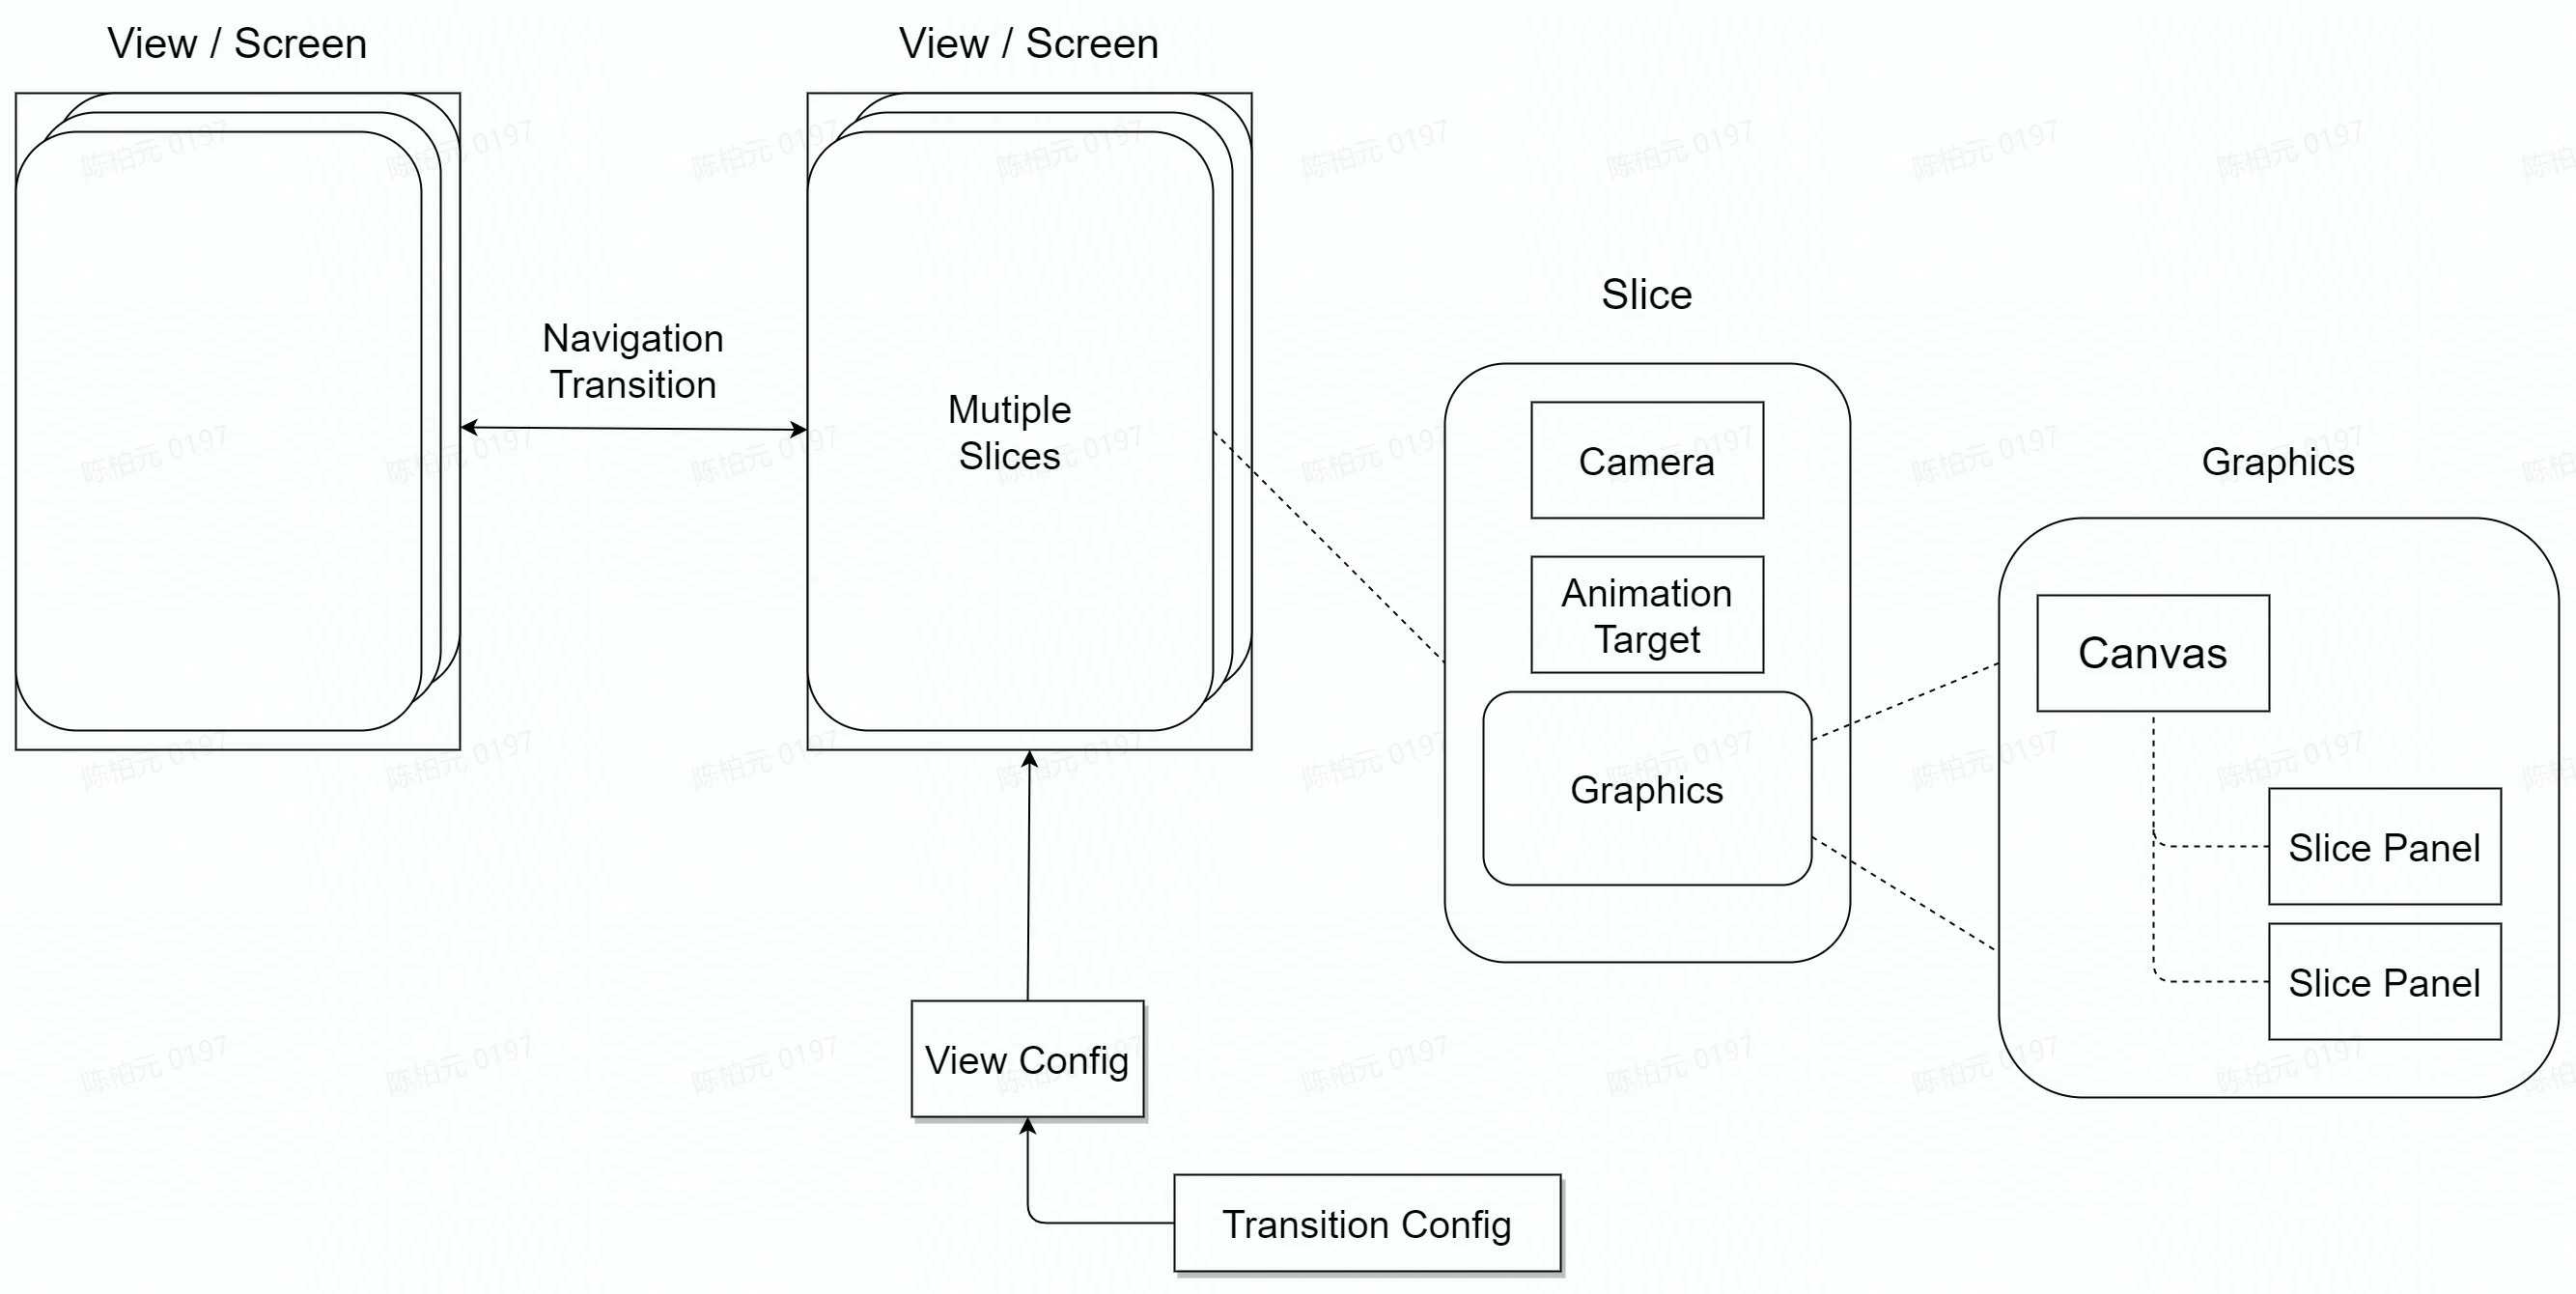 View / Screen
View / Screen
Navigation
Transition
Mutiple
Slices
Slice
Camera
Animation
Target
Graphics
Graphics
Canvas
Slice Panel
Slice Panel
View Config
Transition Config
陈柏元 0197